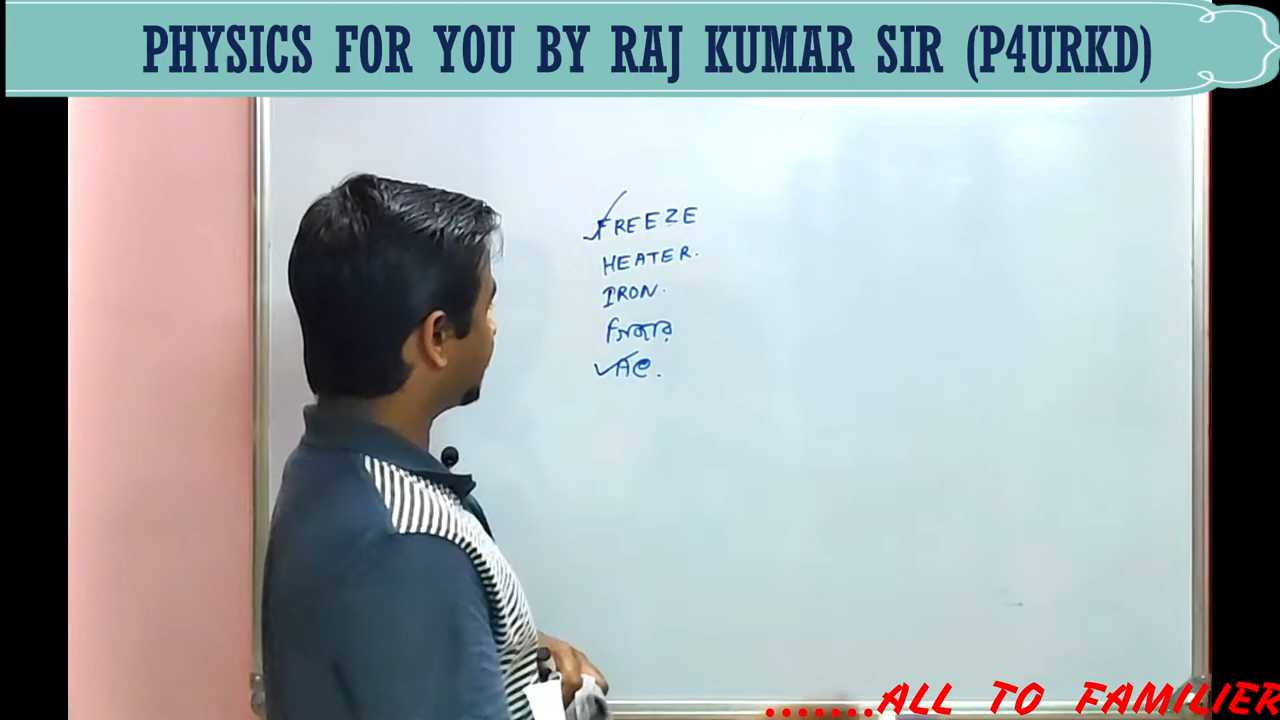 PHYSICS FOR YOU BY RAJ KUMAR SIR (P4URKD)
FREEZE
HEATER.
IRON.
গিজার
AC.
.......ALL TO FAMILIER